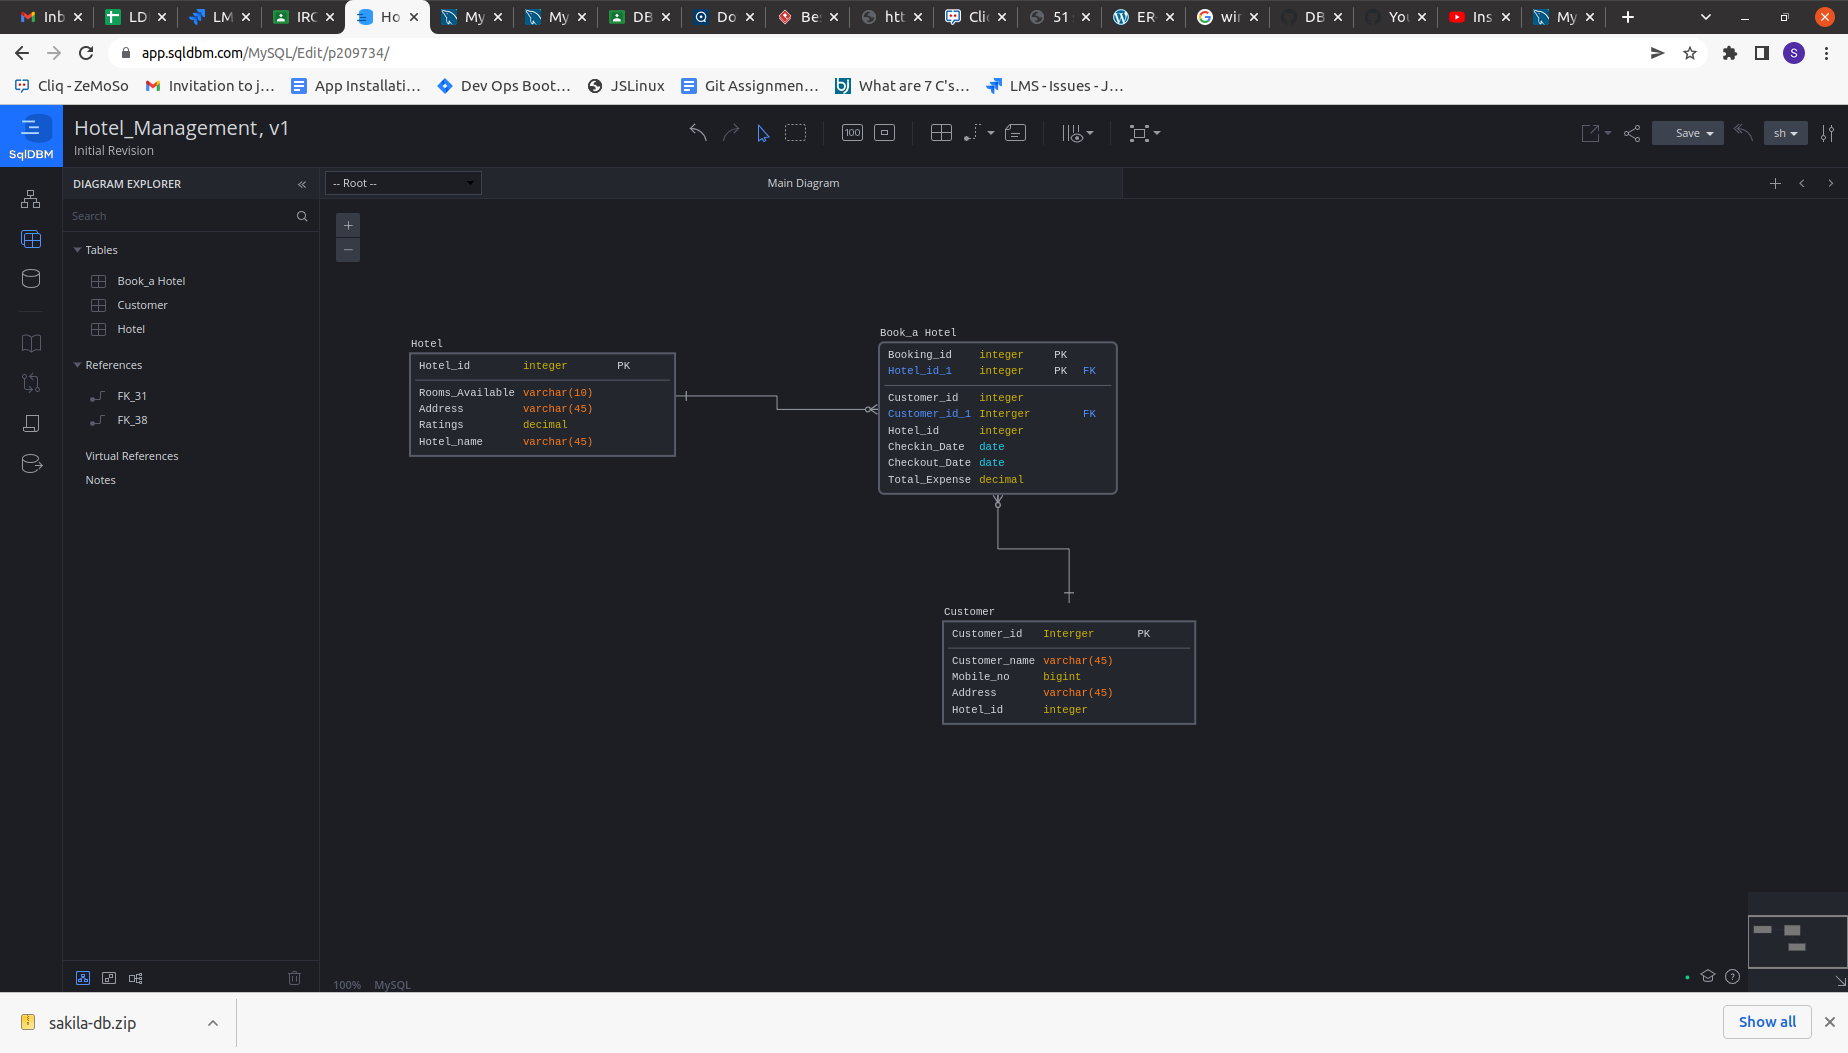 Inb
LD
LM
IRC
Ho
My
My
DB
Do
Be
htt
Clic
51
ER
wir
DB
You
Ins
My
app.sqldbm.com/MySQL/Edit/p209734/
S
Cliq - ZeMoSo
Invitation to j...
App Installati...
Dev Ops Boot...
JSLinux
Git Assignmen...
What are 7 C's...
LMS - Issues - J...
SqlDBM
Hotel_Management, v1
Initial Revision
100
Save
sh
DIAGRAM EXPLORER
-- Root --
Main Diagram
Search
Tables
Book_a Hotel
Customer
Hotel
References
FK_31
FK_38
Virtual References
Notes
Hotel
Hotel_id integer PK
Rooms_Available varchar(10)
Address varchar(45)
Ratings decimal
Hotel_name varchar(45)
Book_a Hotel
Booking_id integer PK
Hotel_id_1 integer PK FK
Customer_id integer
Customer_id_1 Interger FK
Hotel_id integer
Checkin_Date date
Checkout_Date date
Total_Expense decimal
Customer
Customer_id Interger PK
Customer_name varchar(45)
Mobile_no bigint
Address varchar(45)
Hotel_id integer
100% MySQL
sakila-db.zip
Show all